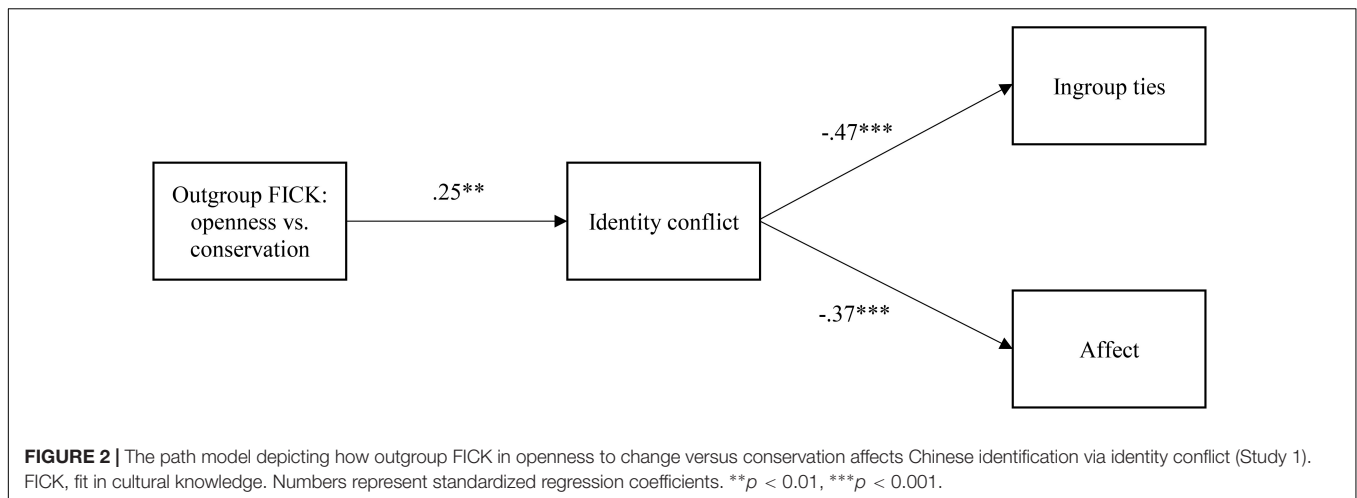 Ingroup ties
-.47***
Outgroup FICK:
openness vs.
conservation
.25**
Identity conflict
-.37***
Affect
FIGURE 2 | The path model depicting how outgroup FICK in openness to change versus conservation affects Chinese identification via identity conflict (Study 1).
FICK, fit in cultural knowledge. Numbers represent standardized regression coefficients. **p < 0.01, ***p < 0.001.